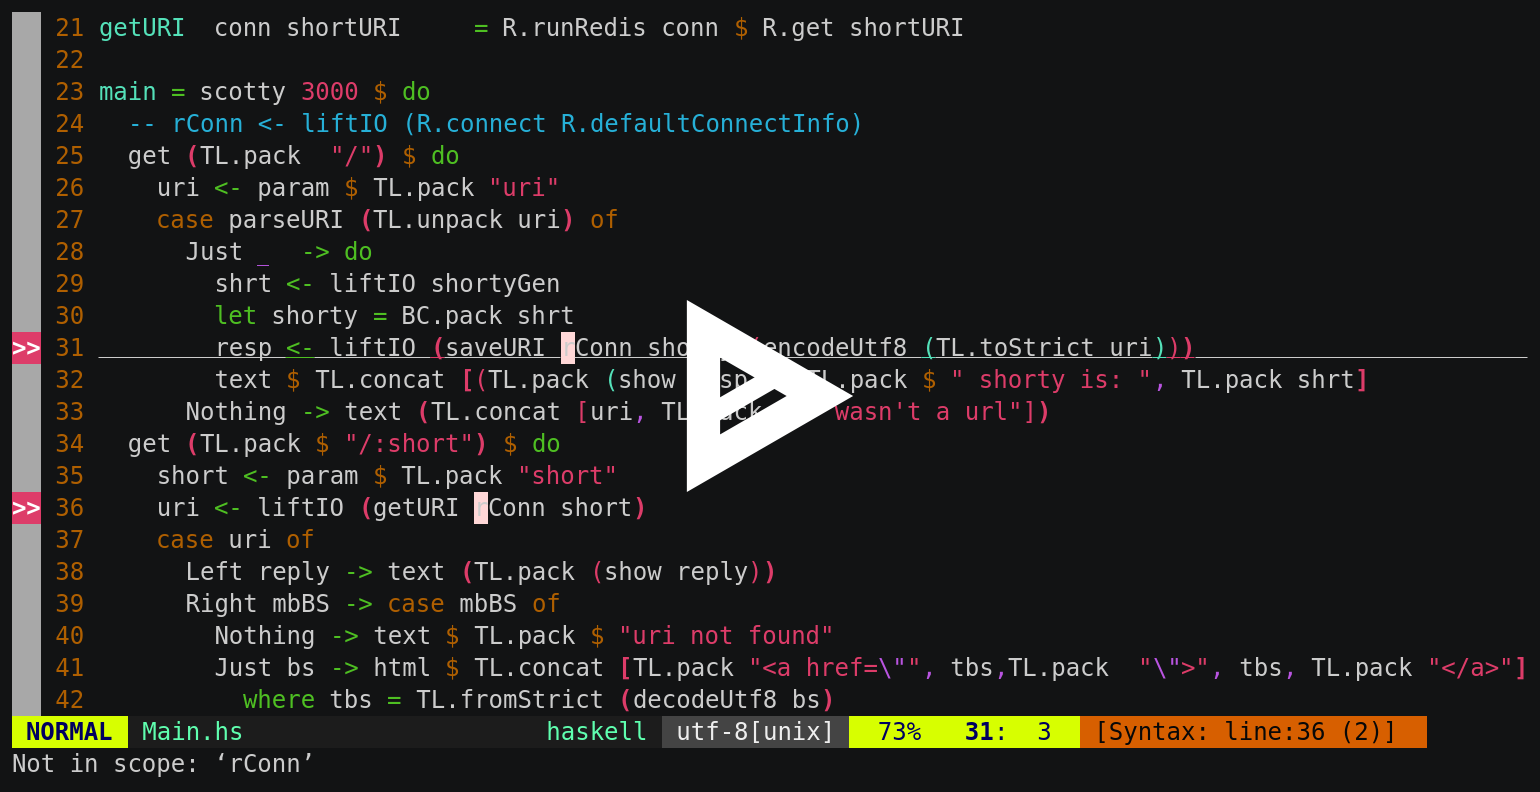 21 getURI  conn shortURI     = R.runRedis conn $ R.get shortURI
22
23 main = scotty 3000 $ do
24   -- rConn <- liftIO (R.connect R.defaultConnectInfo)
25   get (TL.pack  "/") $ do
26     uri <- param $ TL.pack "uri"
27     case parseURI (TL.unpack uri) of
28       Just _  -> do
29         shrt <- liftIO shortyGen
30         let shorty = BC.pack shrt
>> 31         resp <- liftIO (saveURI rConn (encodeUtf8 (TL.toStrict uri)))
32         text $ TL.concat [(TL.pack (show TL.pack $ " shorty is: ", TL.pack shrt]
33       Nothing -> text (TL.concat [uri, wasn't a url"])
34   get (TL.pack $ "/:short") $ do
35     short <- param $ TL.pack "short"
>> 36     uri <- liftIO (getURI rConn short)
37     case uri of
38       Left reply -> text (TL.pack (show reply))
39       Right mbBS -> case mbBS of
40         Nothing -> text $ TL.pack $ "uri not found"
41         Just bs -> html $ TL.concat [TL.pack "<a href=\"", tbs,TL.pack  "\">", tbs, TL.pack "</a>"]
42           where tbs = TL.fromStrict (decodeUtf8 bs)
NORMAL Main.hs haskell utf-8[unix] 73% 31: 3 [Syntax: line:36 (2)]
Not in scope: ‘rConn’